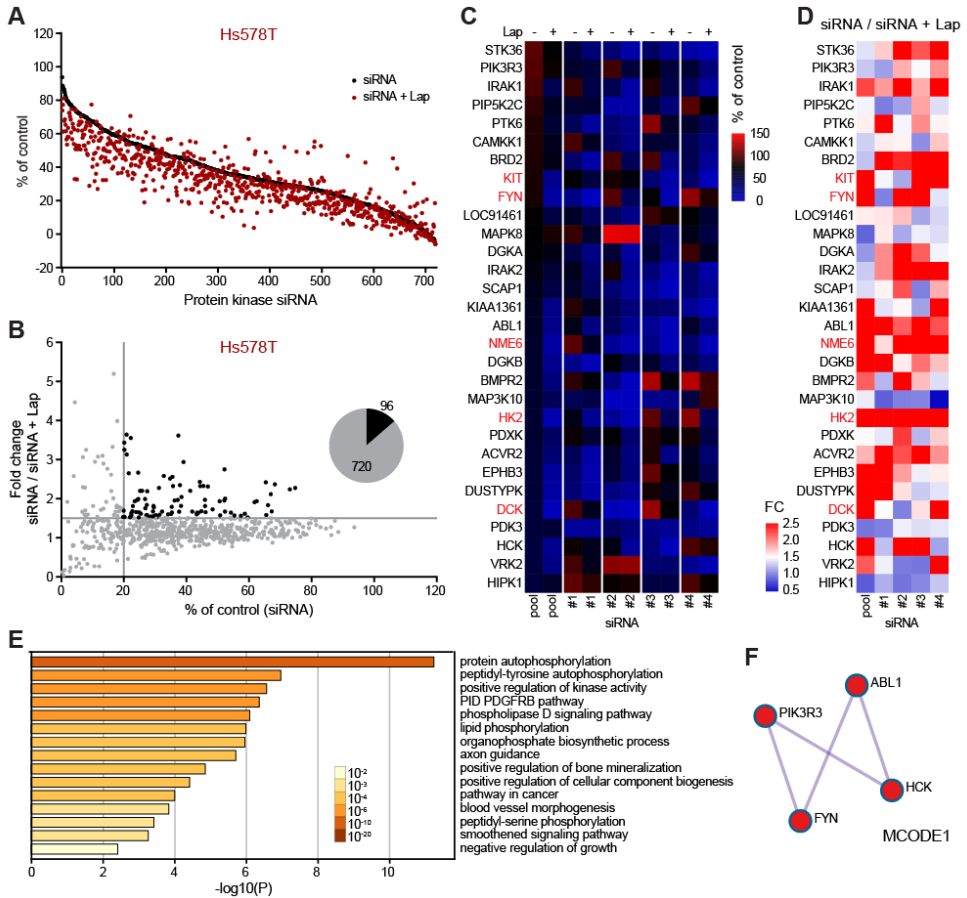 A
Hs578T
siRNA
siRNA + Lap
% of control
120
100
80
60
40
20
0
-20
0
100
200
300
400
500
600
700
Protein kinase siRNA
B
Hs578T
Fold change
siRNA / siRNA + Lap
6
5
4
3
2
1
0
96
720
0
20
40
60
80
100
120
% of control (siRNA)
C
Lap - + - + - + - + - +
STK36
PIK3R3
IRAK1
PIP5K2C
PTK6
CAMKK1
BRD2
KIT
FYN
LOC91461
MAPK8
DGKA
IRAK2
SCAP1
KIAA1361
ABL1
NME6
DGKB
BMPR2
MAP3K10
HK2
PDXK
ACVR2
EPHB3
DUSTYPK
DCK
PDK3
HCK
VRK2
HIPK1
pool pool #1 #1 #2 #2 #3 #3 #4 #4
siRNA
% of control
150
100
50
0
D
siRNA / siRNA + Lap
STK36
PIK3R3
IRAK1
PIP5K2C
PTK6
CAMKK1
BRD2
KIT
FYN
LOC91461
MAPK8
DGKA
IRAK2
SCAP1
KIAA1361
ABL1
NME6
DGKB
BMPR2
MAP3K10
HK2
PDXK
ACVR2
EPHB3
DUSTYPK
DCK
PDK3
HCK
VRK2
HIPK1
pool #1 #2 #3 #4
siRNA
FC
2.5
2.0
1.5
1.0
0.5
E
protein autophosphorylation
peptidyl-tyrosine autophosphorylation
positive regulation of kinase activity
PID PDGFRB pathway
phospholipase D signaling pathway
lipid phosphorylation
organophosphate biosynthetic process
axon guidance
positive regulation of bone mineralization
positive regulation of cellular component biogenesis
pathway in cancer
blood vessel morphogenesis
peptidyl-serine phosphorylation
smoothened signaling pathway
negative regulation of growth
10-2
10-3
10-4
10-6
10-10
10-20
0
2
4
6
8
10
-log10(P)
F
ABL1
PIK3R3
HCK
FYN
MCODE1